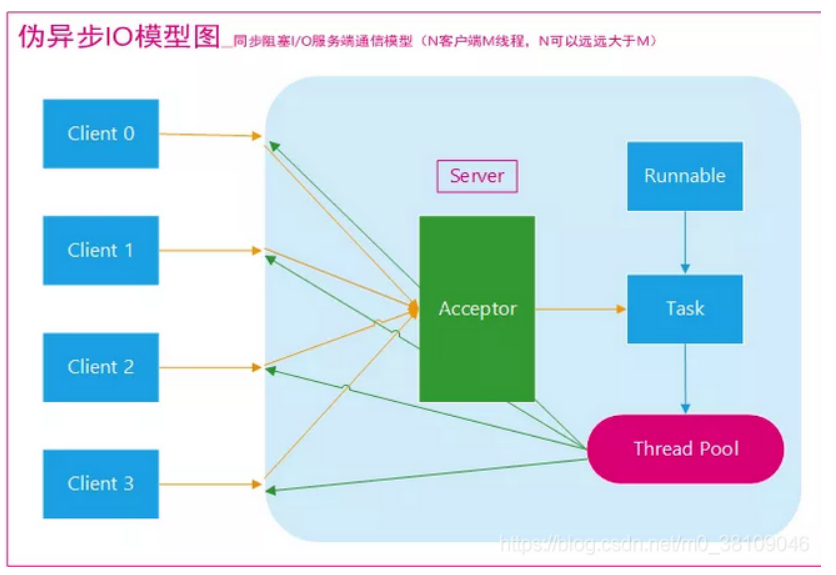 伪异步IO模型图__同步阻塞I/O服务端通信模型（N客户端M线程，N可以远远大于M）
Client 0
Server
Runnable
Client 1
Acceptor
Task
Client 2
Thread Pool
Client 3
https://blog.csdn.net/m0_38109046